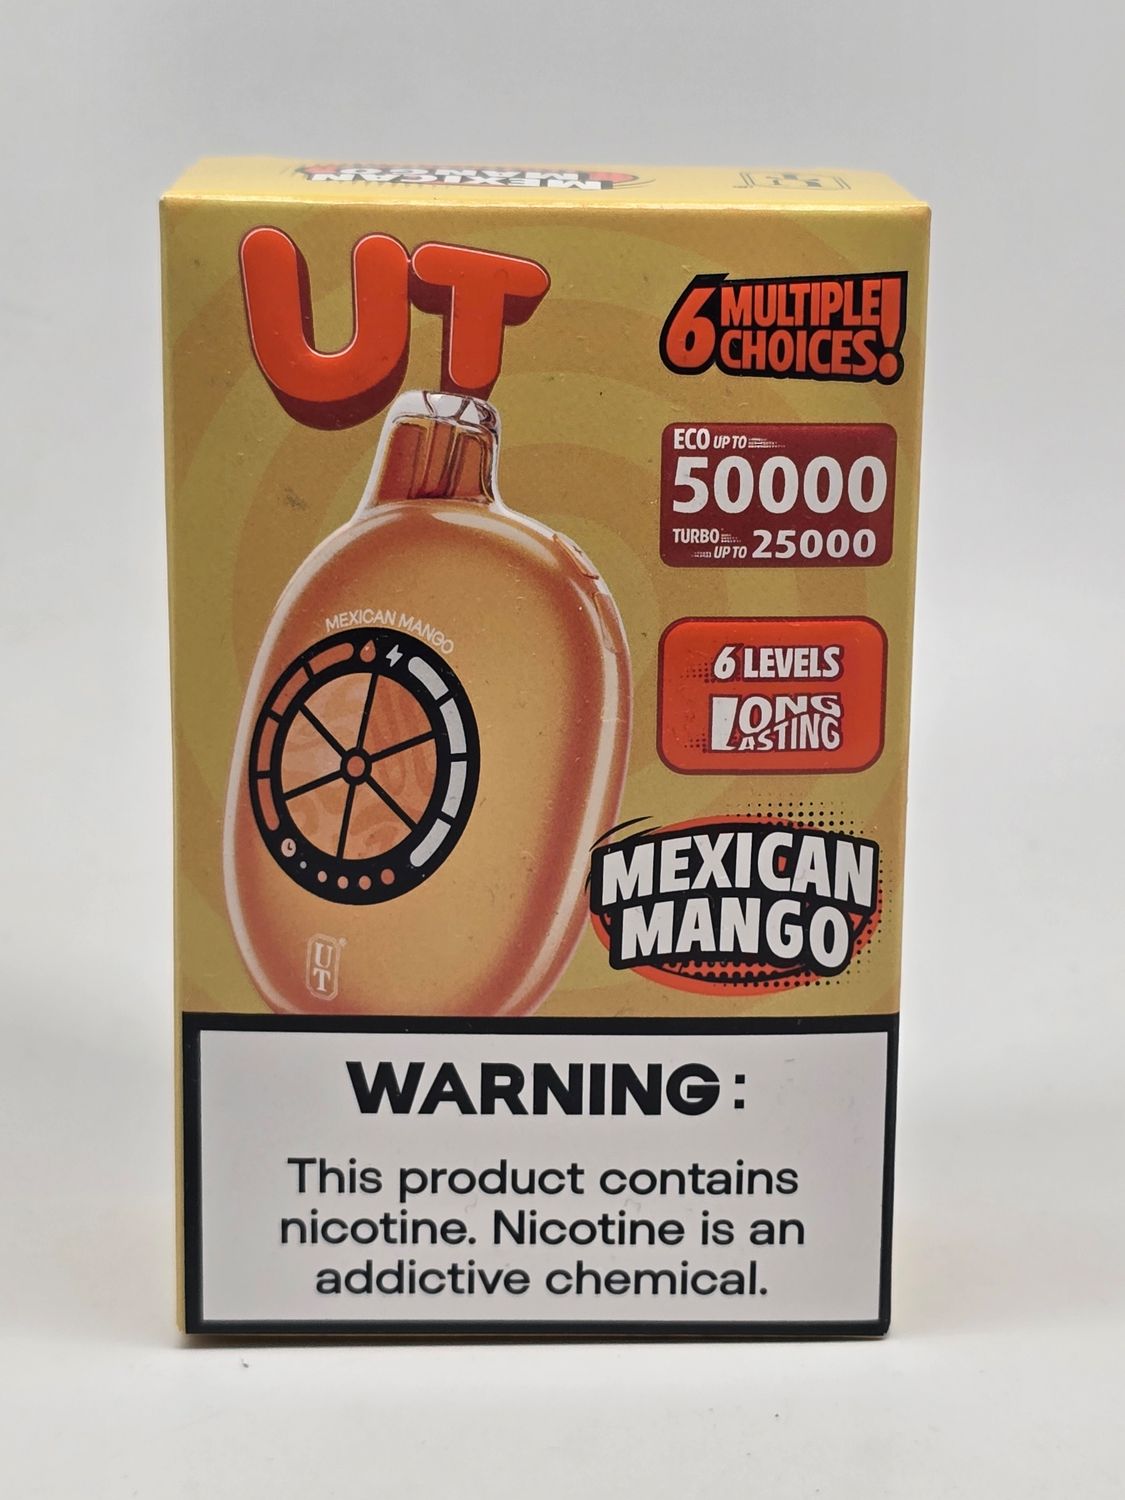 MEXICAN
MANGO
UT
UT
6 MULTIPLE
CHOICES!
ECO UP TO
50000
TURBO
UP TO 25000
MEXICAN MANGO
6 LEVELS
LONG
LASTING
MEXICAN
MANGO
UT®
WARNING:
This product contains
nicotine. Nicotine is an
addictive chemical.